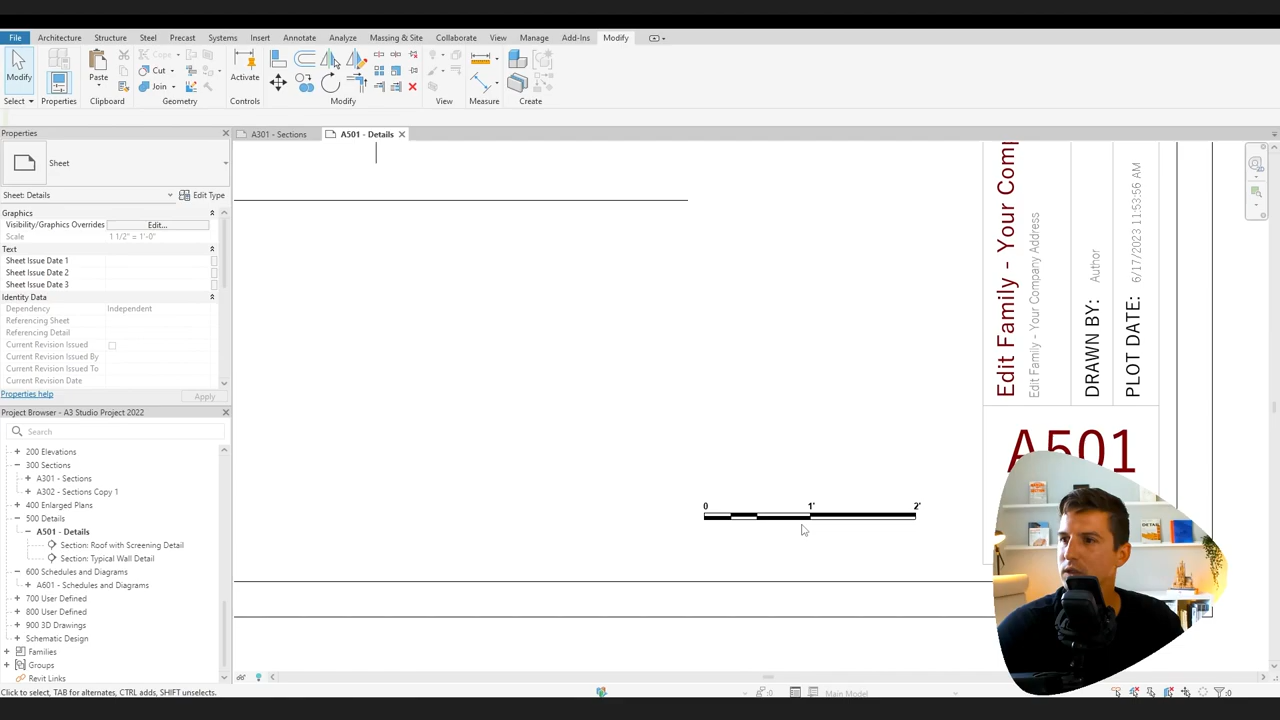 File Architecture Structure Steel Precast Systems Insert Annotate Analyze Massing & Site Collaborate View Manage Add-Ins Modify
Modify
Select
Properties
Properties
Paste
Clipboard
Cope
Cut
Join
Geometry
Activate
Controls
Modify
View
Measure
Create
Properties
A301 - Sections
A501 - Details
Sheet
Sheet: Details
Edit Type
Graphics
Visibility/Graphics Overrides Edit...
Scale 1 1/2" = 1'-0"
Text
Sheet Issue Date 1
Sheet Issue Date 2
Sheet Issue Date 3
Identity Data
Dependency Independent
Referencing Sheet
Referencing Detail
Current Revision Issued
Current Revision Issued By
Current Revision Issued To
Current Revision Date
Properties help
Apply
Project Browser - A3 Studio Project 2022
Search
200 Elevations
300 Sections
A301 - Sections
A302 - Sections Copy 1
400 Enlarged Plans
500 Details
A501 - Details
Section: Roof with Screening Detail
Section: Typical Wall Detail
600 Schedules and Diagrams
A601 - Schedules and Diagrams
700 User Defined
800 User Defined
900 3D Drawings
Schematic Design
Families
Groups
Revit Links
Edit Family - Your Comp
Edit Family - Your Company Address
DRAWN BY: Author
PLOT DATE: 6/17/2023 11:53:56 AM
A501
0 1' 2'
Click to select, TAB for alternates, CTRL adds, SHIFT unselects.
:0
Main Model
:0